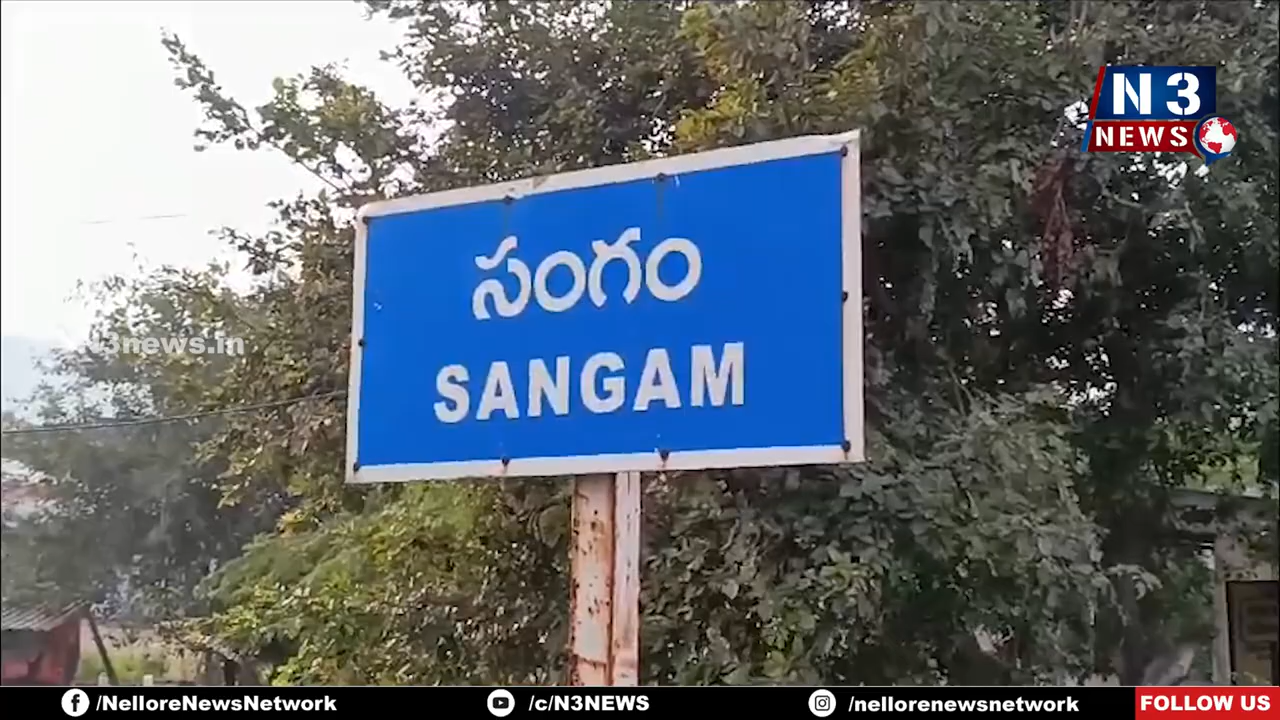 N3
NEWS
సంగం
SANGAM
N3news.in
/NelloreNewsNetwork
/c/N3NEWS
/nellorenewsnetwork
FOLLOW US